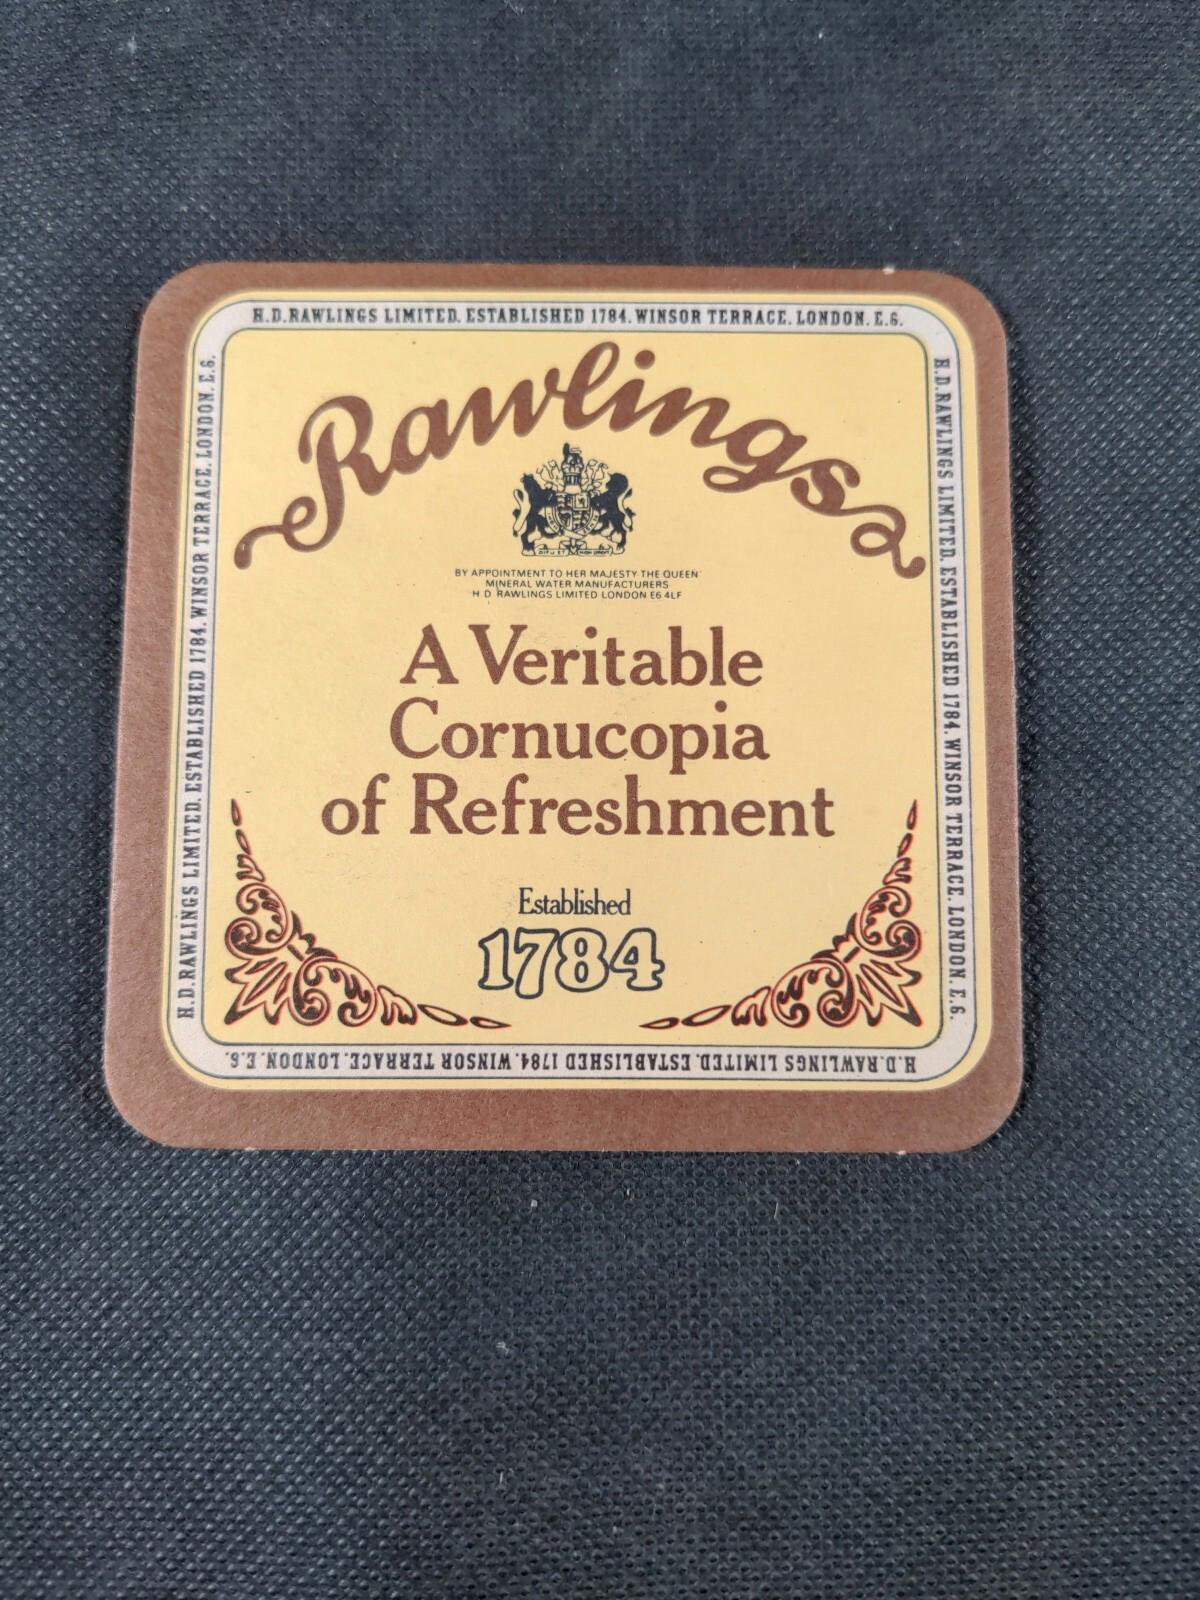 H.D.RAWLINGS LIMITED. ESTABLISHED 1784. WINSOR TERRACE. LONDON. E.6.
Rawlings
BY APPOINTMENT TO HER MAJESTY THE QUEEN
MINERAL WATER MANUFACTURERS
H D RAWLINGS LIMITED LONDON E6 4LF
A Veritable
Cornucopia
of Refreshment
Established
1784
H.D.RAWLINGS LIMITED. ESTABLISHED 1784. WINSOR TERRACE. LONDON. E.6.
H.D.RAWLINGS LIMITED. ESTABLISHED 1784. WINSOR TERRACE. LONDON. E.6.
H.D.RAWLINGS LIMITED. ESTABLISHED 1784. WINSOR TERRACE. LONDON. E.6.